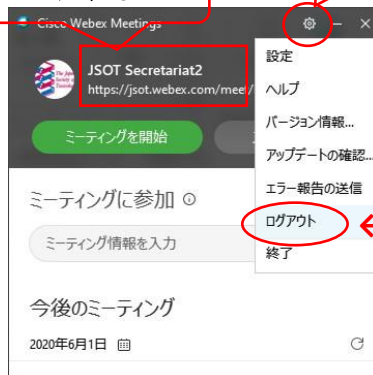 Cisco Webex Meetings
JSOT Secretariat2
https://jsot.webex.com/meet/
ミーティングを開始
ミーティングに参加
ミーティング情報を入力
今後のミーティング
2020年6月1日
設定
ヘルプ
バージョン情報...
アップデートの確認...
エラー報告の送信
ログアウト
終了